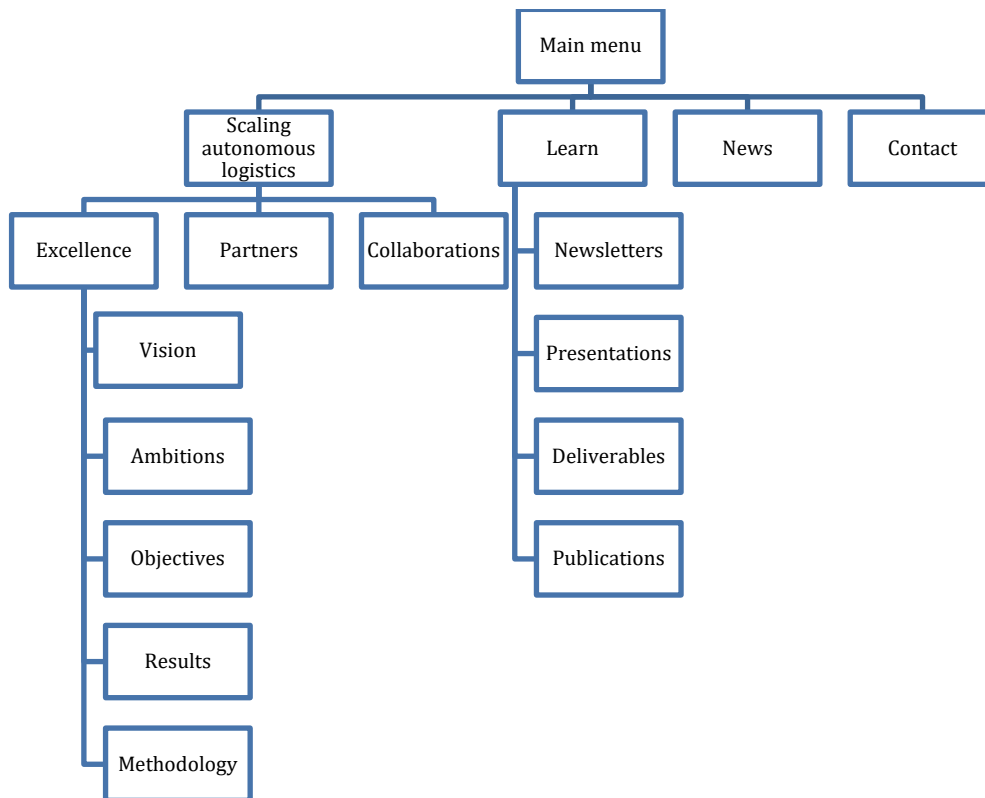 Main menu
Scaling
autonomous
logistics
Learn
News
Contact
Excellence
Partners
Collaborations
Newsletters
Vision
Presentations
Ambitions
Deliverables
Objectives
Publications
Results
Methodology